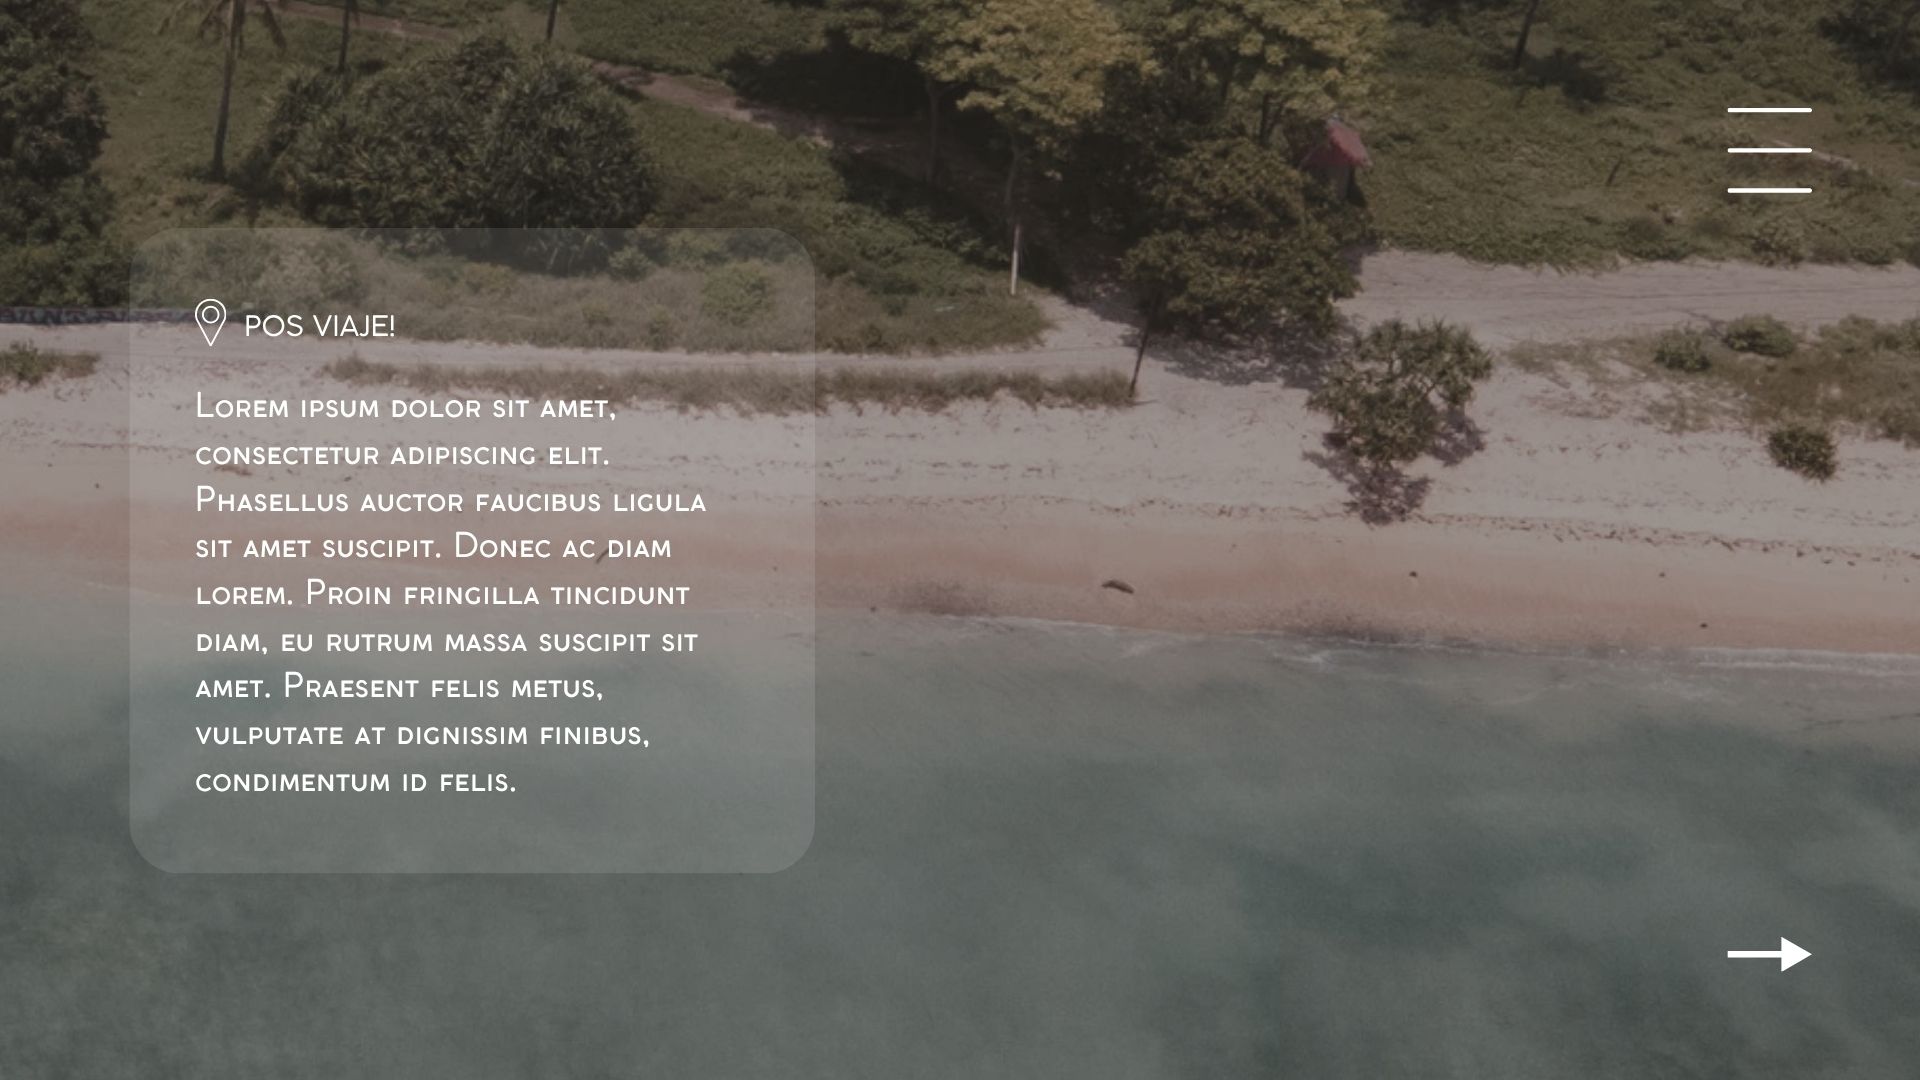 POS VIAJE!
Lorem ipsum dolor sit amet,
consectetur adipiscing elit.
Phasellus auctor faucibus ligula
sit amet suscipit. Donec ac diam
lorem. Proin fringilla tincidunt
diam, eu rutrum massa suscipit sit
amet. Praesent felis metus,
vulputate at dignissim finibus,
condimentum id felis.